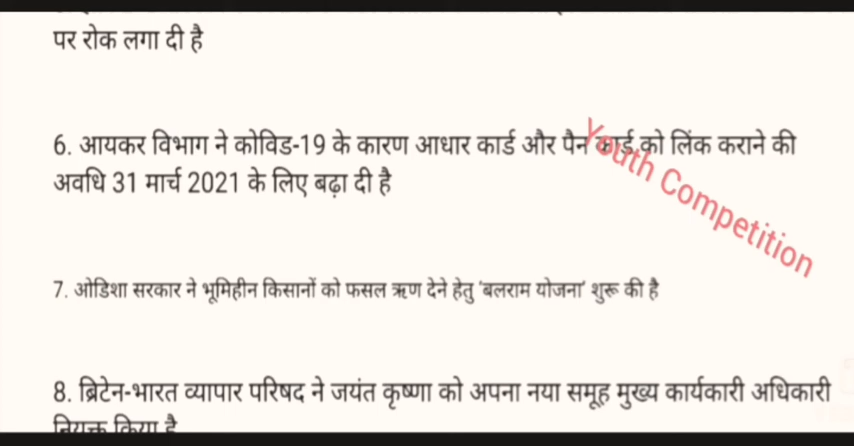 पर रोक लगा दी है
6. आयकर विभाग ने कोविड-19 के कारण आधार कार्ड और पैन कार्ड को लिंक कराने की
अवधि 31 मार्च 2021 के लिए बढ़ा दी है
Youth Competition
7. ओडिशा सरकार ने भूमिहीन किसानों को फसल ऋण देने हेतु 'बलराम योजना' शुरू की है
8. ब्रिटेन-भारत व्यापार परिषद ने जयंत कृष्णा को अपना नया समूह मुख्य कार्यकारी अधिकारी
नियुक्त किया है